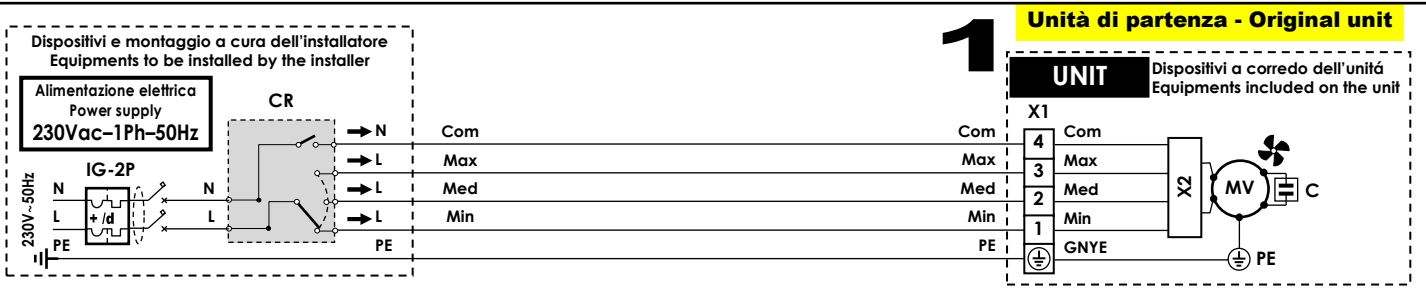 1
Unità di partenza - Original unit
Dispositivi e montaggio a cura dell'installatore
Equipments to be installed by the installer
Alimentazione elettrica
Power supply
230Vac–1Ph–50Hz
CR
UNIT
Dispositivi a corredo dell'unitá
Equipments included on the unit
X1
230V~50Hz
IG-2P
N
L
PE
+ /d
N
L
N
L
L
L
PE
Com
Max
Med
Min
Com
Max
Med
Min
PE
4
3
2
1
Com
Max
Med
Min
GNYE
X2
MV
C
PE